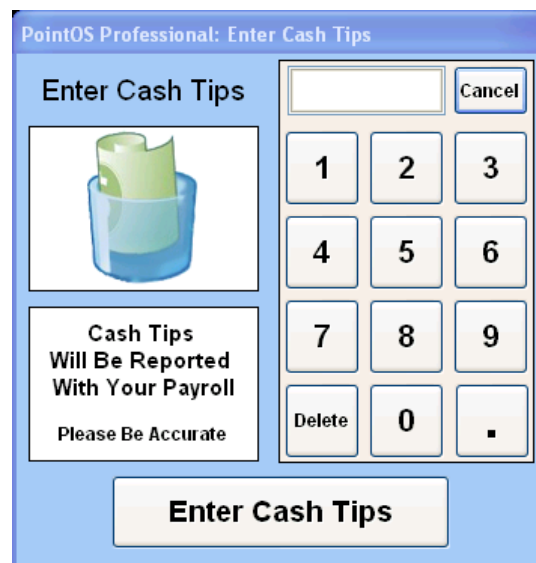 PointOS Professional: Enter Cash Tips
Enter Cash Tips
Cancel
1 2 3
4 5 6
7 8 9
Delete 0 .
Cash Tips
Will Be Reported
With Your Payroll
Please Be Accurate
Enter Cash Tips